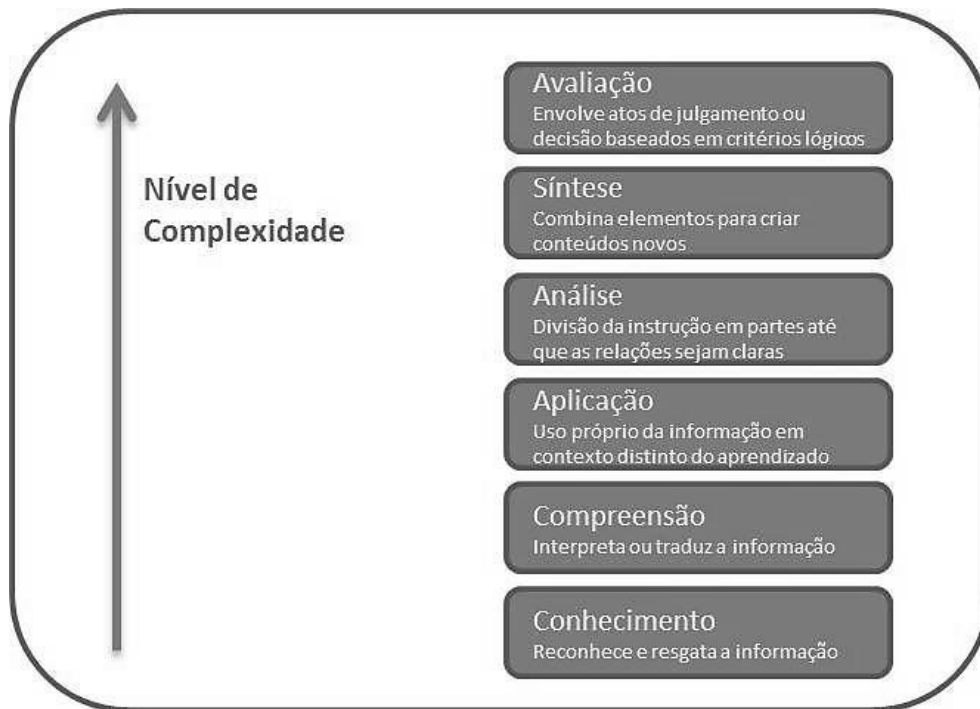 Nível de
Complexidade
Avaliação
Envolve atos de julgamento ou
decisão baseados em critérios lógicos
Síntese
Combina elementos para criar
conteúdos novos
Análise
Divisão da instrução em partes até
que as relações sejam claras
Aplicação
Uso próprio da informação em
contexto distinto do aprendizado
Compreensão
Interpreta ou traduz a informação
Conhecimento
Reconhece e resgata a informação